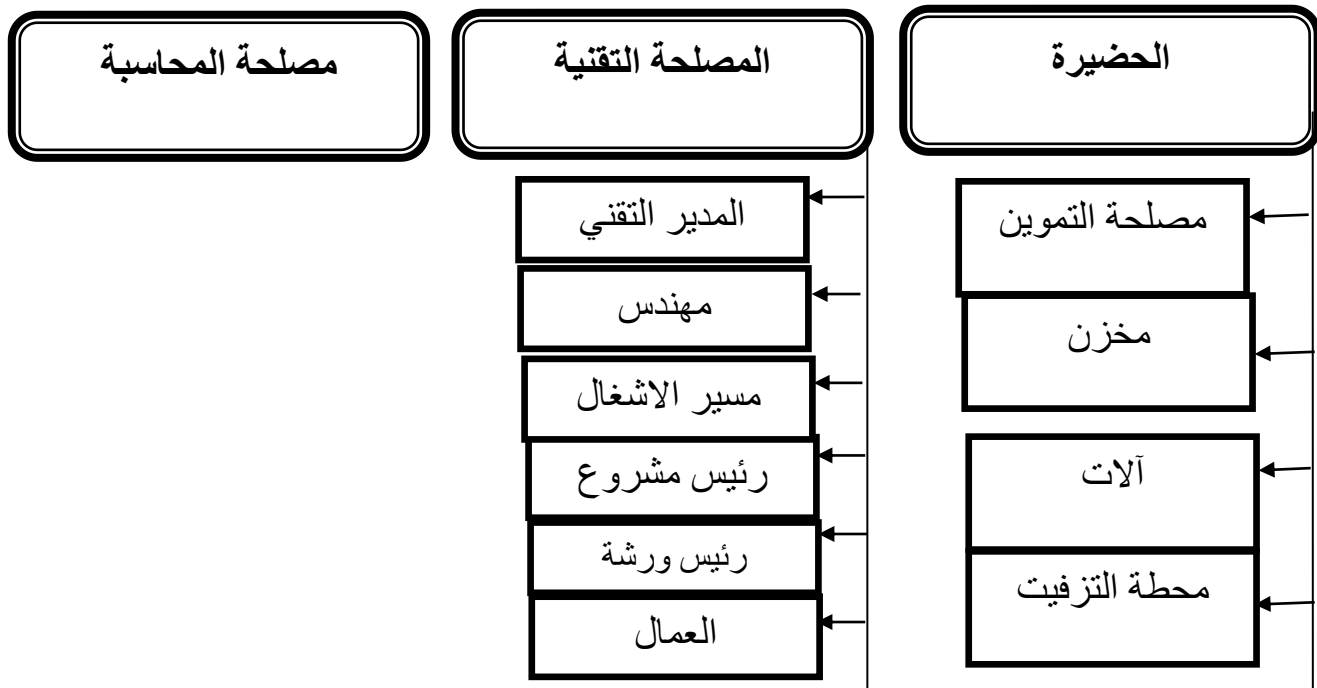 الحضيرة
المصلحة التقنية
مصلحة المحاسبة
مصلحة التموين
مخزن
آلات
محطة التزفيت
المدير التقني
مهندس
مسير الاشغال
رئيس مشروع
رئيس ورشة
العمال